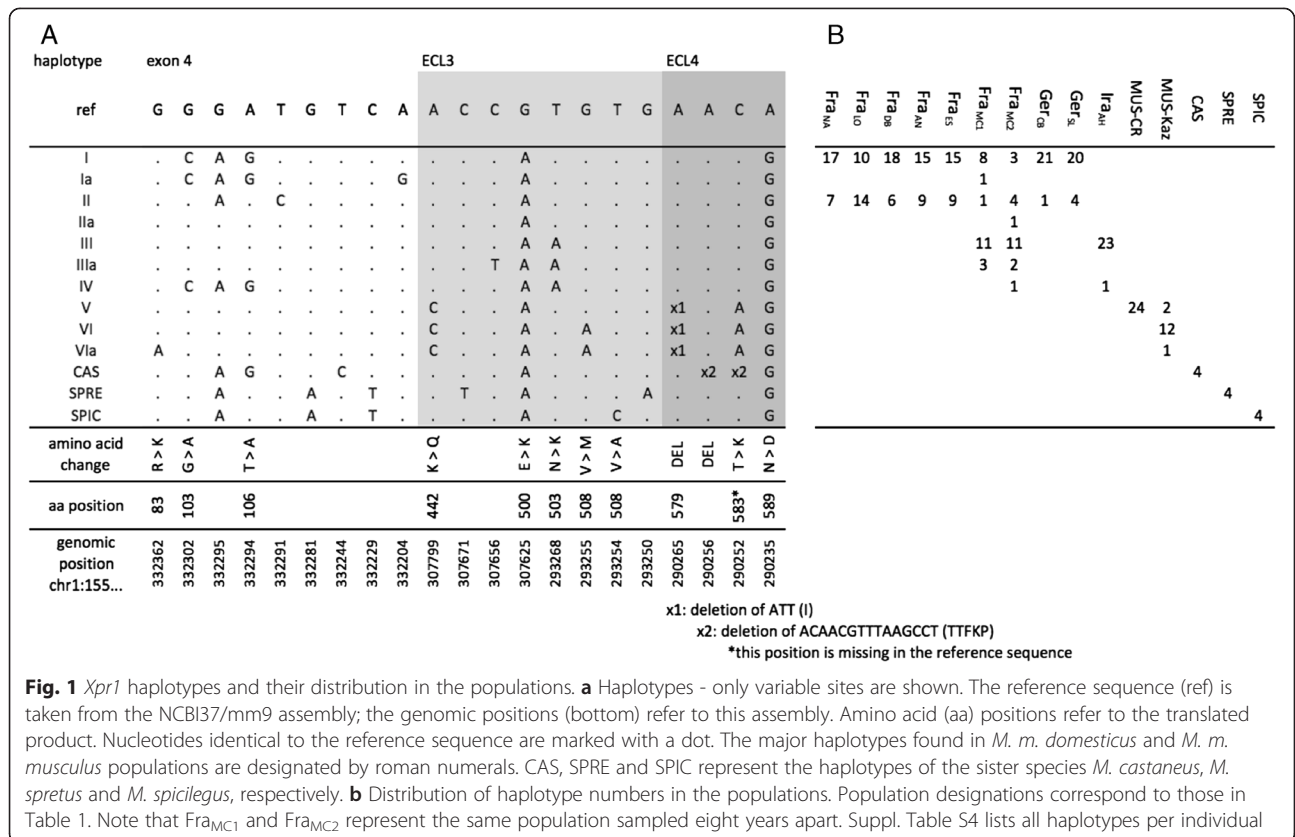 A
B
haplotype exon 4 ECL3 ECL4
Fra_NA Fra_LO Fra_DB Fra_AN Fra_ES Fra_MC1 Fra_MC2 Ger_CB Ger_SL Ira_AH MUS-CR MUS-Kaz CAS SPRE SPIC
ref G G G A T G T C A A C C G T G T G A A C A
I . C A G . . . . . . . . A . . . . . . . G 17 10 18 15 15 8 3 21 20
Ia . C A G . . . . G . . . A . . . . . . . G 1
II . . A . C . . . . . . . A . . . . . . . G 7 14 6 9 9 1 4 1 4
IIa . . . . . . . . . . . . A . . . . . . . G 1
III . . . . . . . . . . . . A A . . . . . . G 11 11 23
IIIa . . . . . . . . . . . T A A . . . . . . G 3 2
IV . C A G . . . . . . . . A A . . . . . . G 1 1
V . . . . . . . . . C . . A . . . . x1 . A G 24 2
VI . . . . . . . . . C . . A . A . . x1 . A G 12
VIa A . . . . . . . . C . . A . A . . x1 . A G 1
CAS . . A G . . C . . . . . A . . . . . x2 x2 G 4
SPRE . . A . . A . T . . T . A . . . A . . . G 4
SPIC . . A . . A . T . . . . A . . C . . . . G 4
amino acid change R > K G > A T > A K > Q E > K N > K V > M V > A DEL DEL T > K N > D
aa position 83 103 106 442 500 503 508 508 579 583* 589
genomic position chr1:155... 332362 332302 332295 332294 332291 332281 332244 332229 332204 307799 307671 307656 307625 293268 293255 293254 293250 290265 290256 290252 290235
x1: deletion of ATT (I)
x2: deletion of ACAACGTTTAAGCCT (TTFKP)
*this position is missing in the reference sequence
Fig. 1 Xpr1 haplotypes and their distribution in the populations. a Haplotypes - only variable sites are shown. The reference sequence (ref) is
taken from the NCBI37/mm9 assembly; the genomic positions (bottom) refer to this assembly. Amino acid (aa) positions refer to the translated
product. Nucleotides identical to the reference sequence are marked with a dot. The major haplotypes found in M. m. domesticus and M. m.
musculus populations are designated by roman numerals. CAS, SPRE and SPIC represent the haplotypes of the sister species M. castaneus, M.
spretus and M. spicilegus, respectively. b Distribution of haplotype numbers in the populations. Population designations correspond to those in
Table 1. Note that Fra_MC1 and Fra_MC2 represent the same population sampled eight years apart. Suppl. Table S4 lists all haplotypes per individual